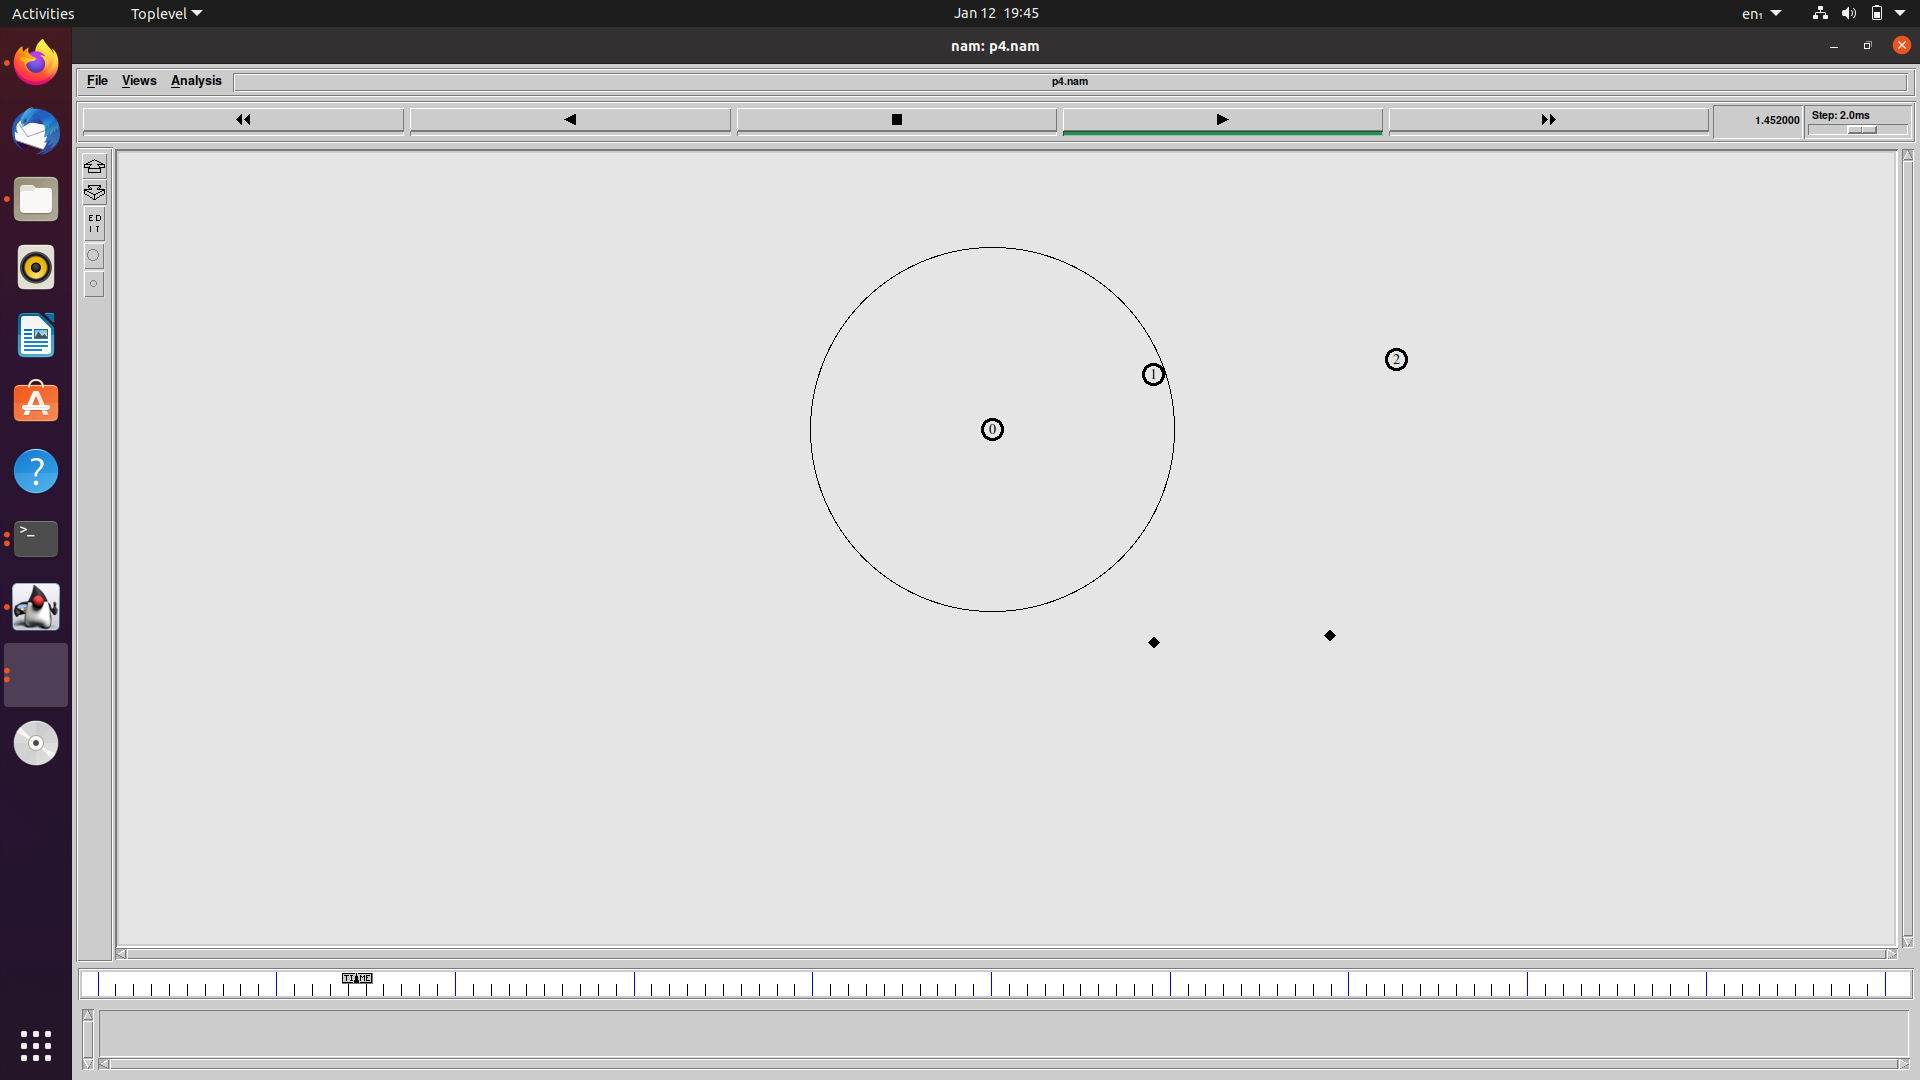 Activities Toplevel Jan 12 19:45 en₁
nam: p4.nam
File Views Analysis p4.nam
1.452000 Step: 2.0ms
ED
IT
2
1
0
TIME